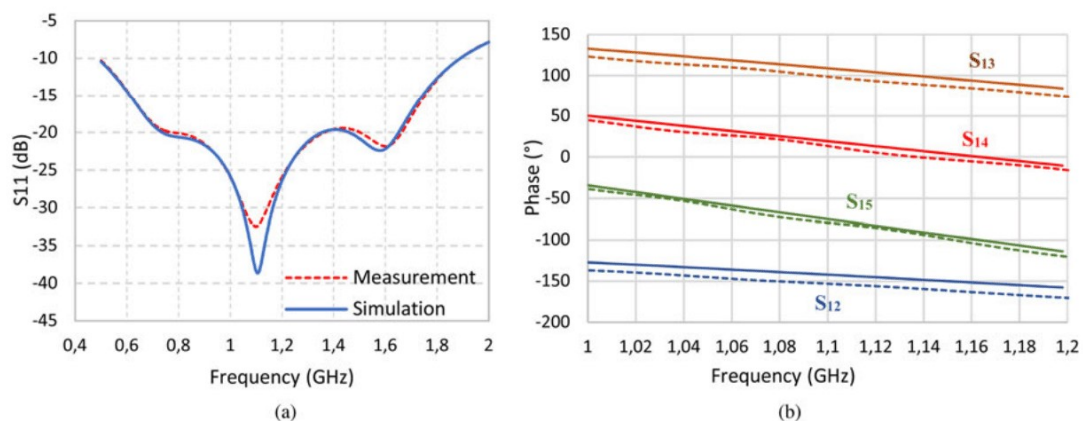 -5
-10
-15
-20
-25
-30
-35
-40
-45
S11 (dB)
Measurement
Simulation
0,4 0,6 0,8 1 1,2 1,4 1,6 1,8 2
Frequency (GHz)
(a)
150
100
50
0
-50
-100
-150
-200
Phase (°)
S13
S14
S15
S12
1 1,02 1,04 1,06 1,08 1,1 1,12 1,14 1,16 1,18 1,2
Frequency (GHz)
(b)